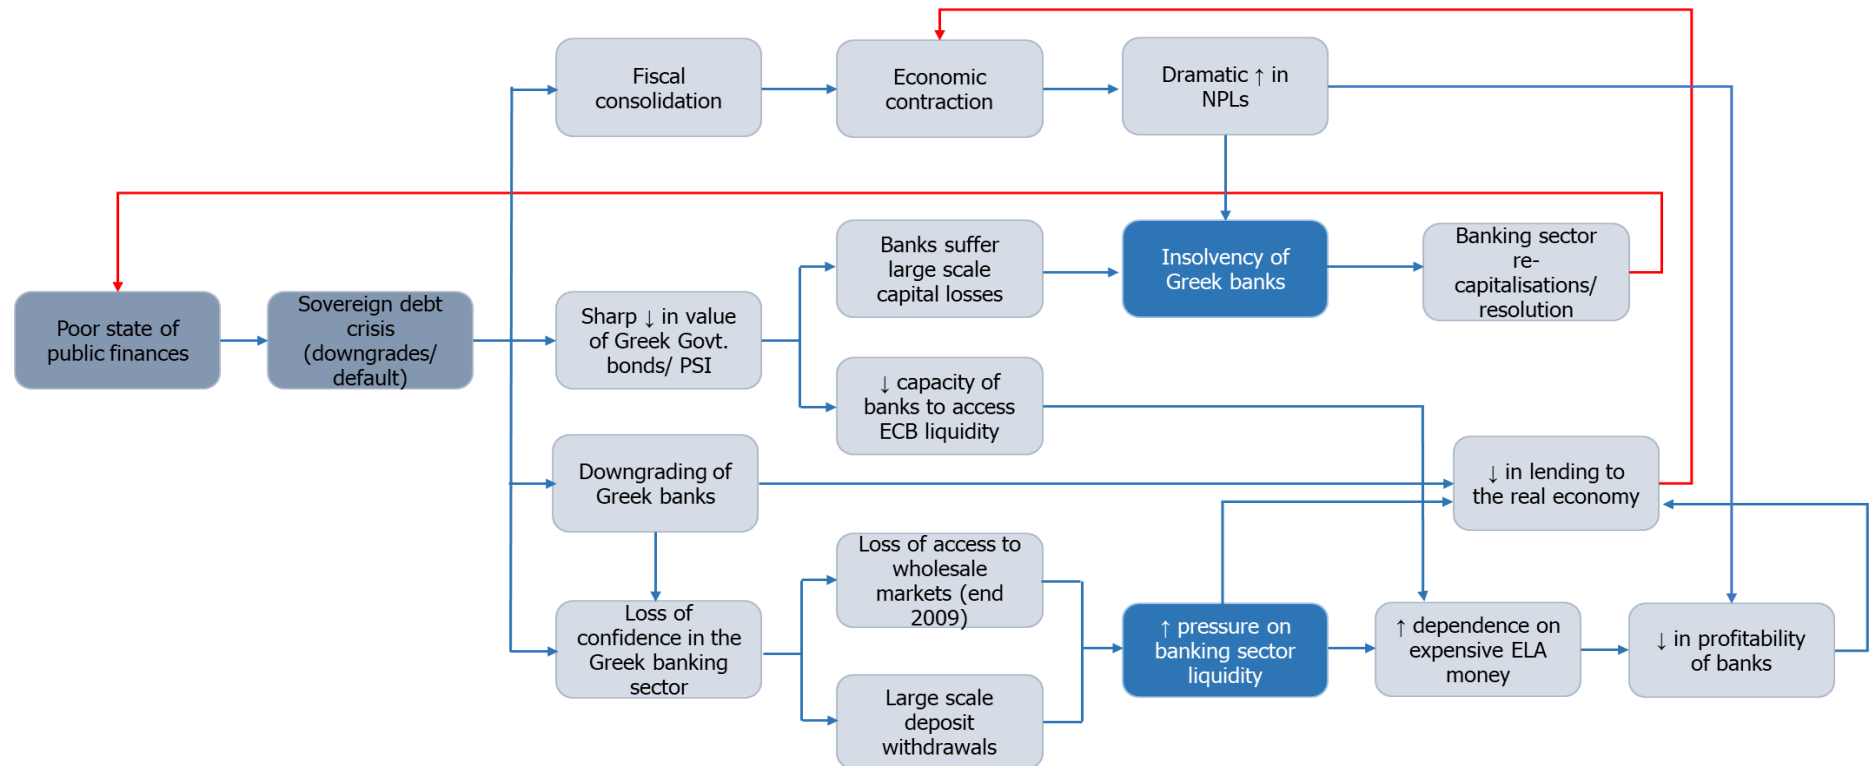 Fiscal
consolidation
Economic
contraction
Dramatic ↑ in
NPLs
Poor state of
public finances
Sovereign debt
crisis
(downgrades/
default)
Sharp ↓ in value
of Greek Govt.
bonds/ PSI
Banks suffer
large scale
capital losses
Insolvency of
Greek banks
Banking sector
re-
capitalisations/
resolution
↓ capacity of
banks to access
ECB liquidity
Downgrading of
Greek banks
↓ in lending to
the real economy
Loss of
confidence in the
Greek banking
sector
Loss of access to
wholesale
markets (end
2009)
Large scale
deposit
withdrawals
↑ pressure on
banking sector
liquidity
↑ dependence on
expensive ELA
money
↓ in profitability
of banks